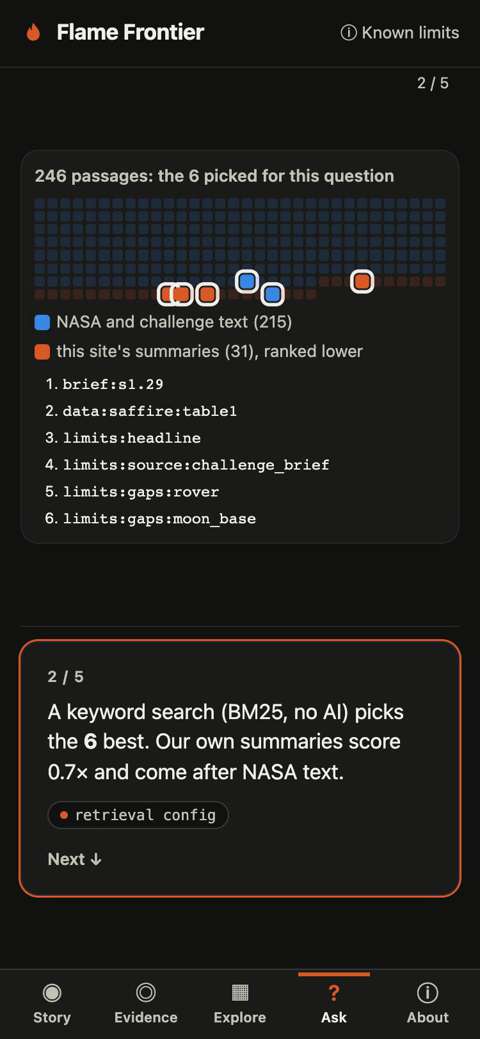 Flame Frontier
ⓘ Known limits
2 / 5
246 passages: the 6 picked for this question
NASA and challenge text (215)
this site's summaries (31), ranked lower
1. brief:s1.29
2. data:saffire:table1
3. limits:headline
4. limits:source:challenge_brief
5. limits:gaps:rover
6. limits:gaps:moon_base
2 / 5
A keyword search (BM25, no AI) picks
the 6 best. Our own summaries score
0.7× and come after NASA text.
retrieval config
Next ↓
Story
Evidence
Explore
? Ask
About